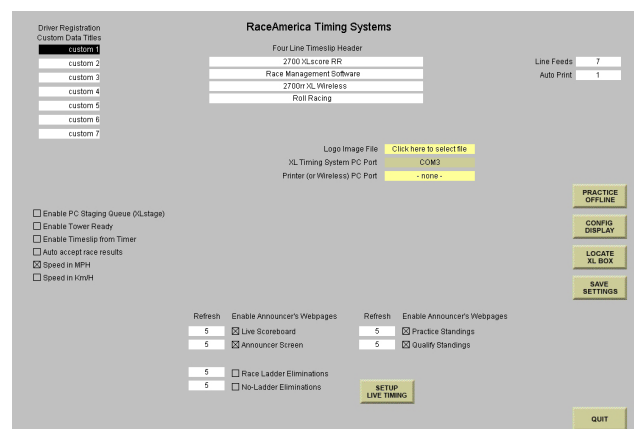 RaceAmerica Timing Systems
Driver Registration
Custom Data Titles
custom 1
custom 2
custom 3
custom 4
custom 5
custom 6
custom 7
Four Line Timeslip Header
2700 XLscore RR
Race Management Software
2700rr XL Wireless
Roll Racing
Line Feeds 7
Auto Print 1
Logo Image File Click here to select file
XL Timing System PC Port COM3
Printer (or Wireless) PC Port - none -
PRACTICE
OFFLINE
CONFIG
DISPLAY
LOCATE
XL BOX
SAVE
SETTINGS
Enable PC Staging Queue (XLstage)
Enable Tower Ready
Enable Timeslip from Timer
Auto accept race results
Speed in MPH
Speed in Km/H
Refresh Enable Announcer's Webpages Refresh Enable Announcer's Webpages
5 Live Scoreboard 5 Practice Standings
5 Announcer Screen 5 Qualify Standings
5 Race Ladder Eliminations
5 No-Ladder Eliminations
SETUP
LIVE TIMING
QUIT